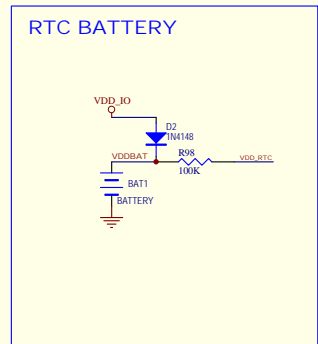 RTC BATTERY
VDD_IO
D2
1N4148
VDDBAT
R98
VDD_RTC
100K
BAT1
BATTERY